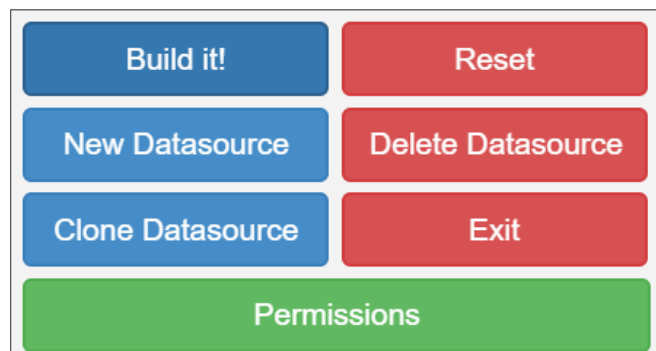 Build it!
Reset
New Datasource
Delete Datasource
Clone Datasource
Exit
Permissions